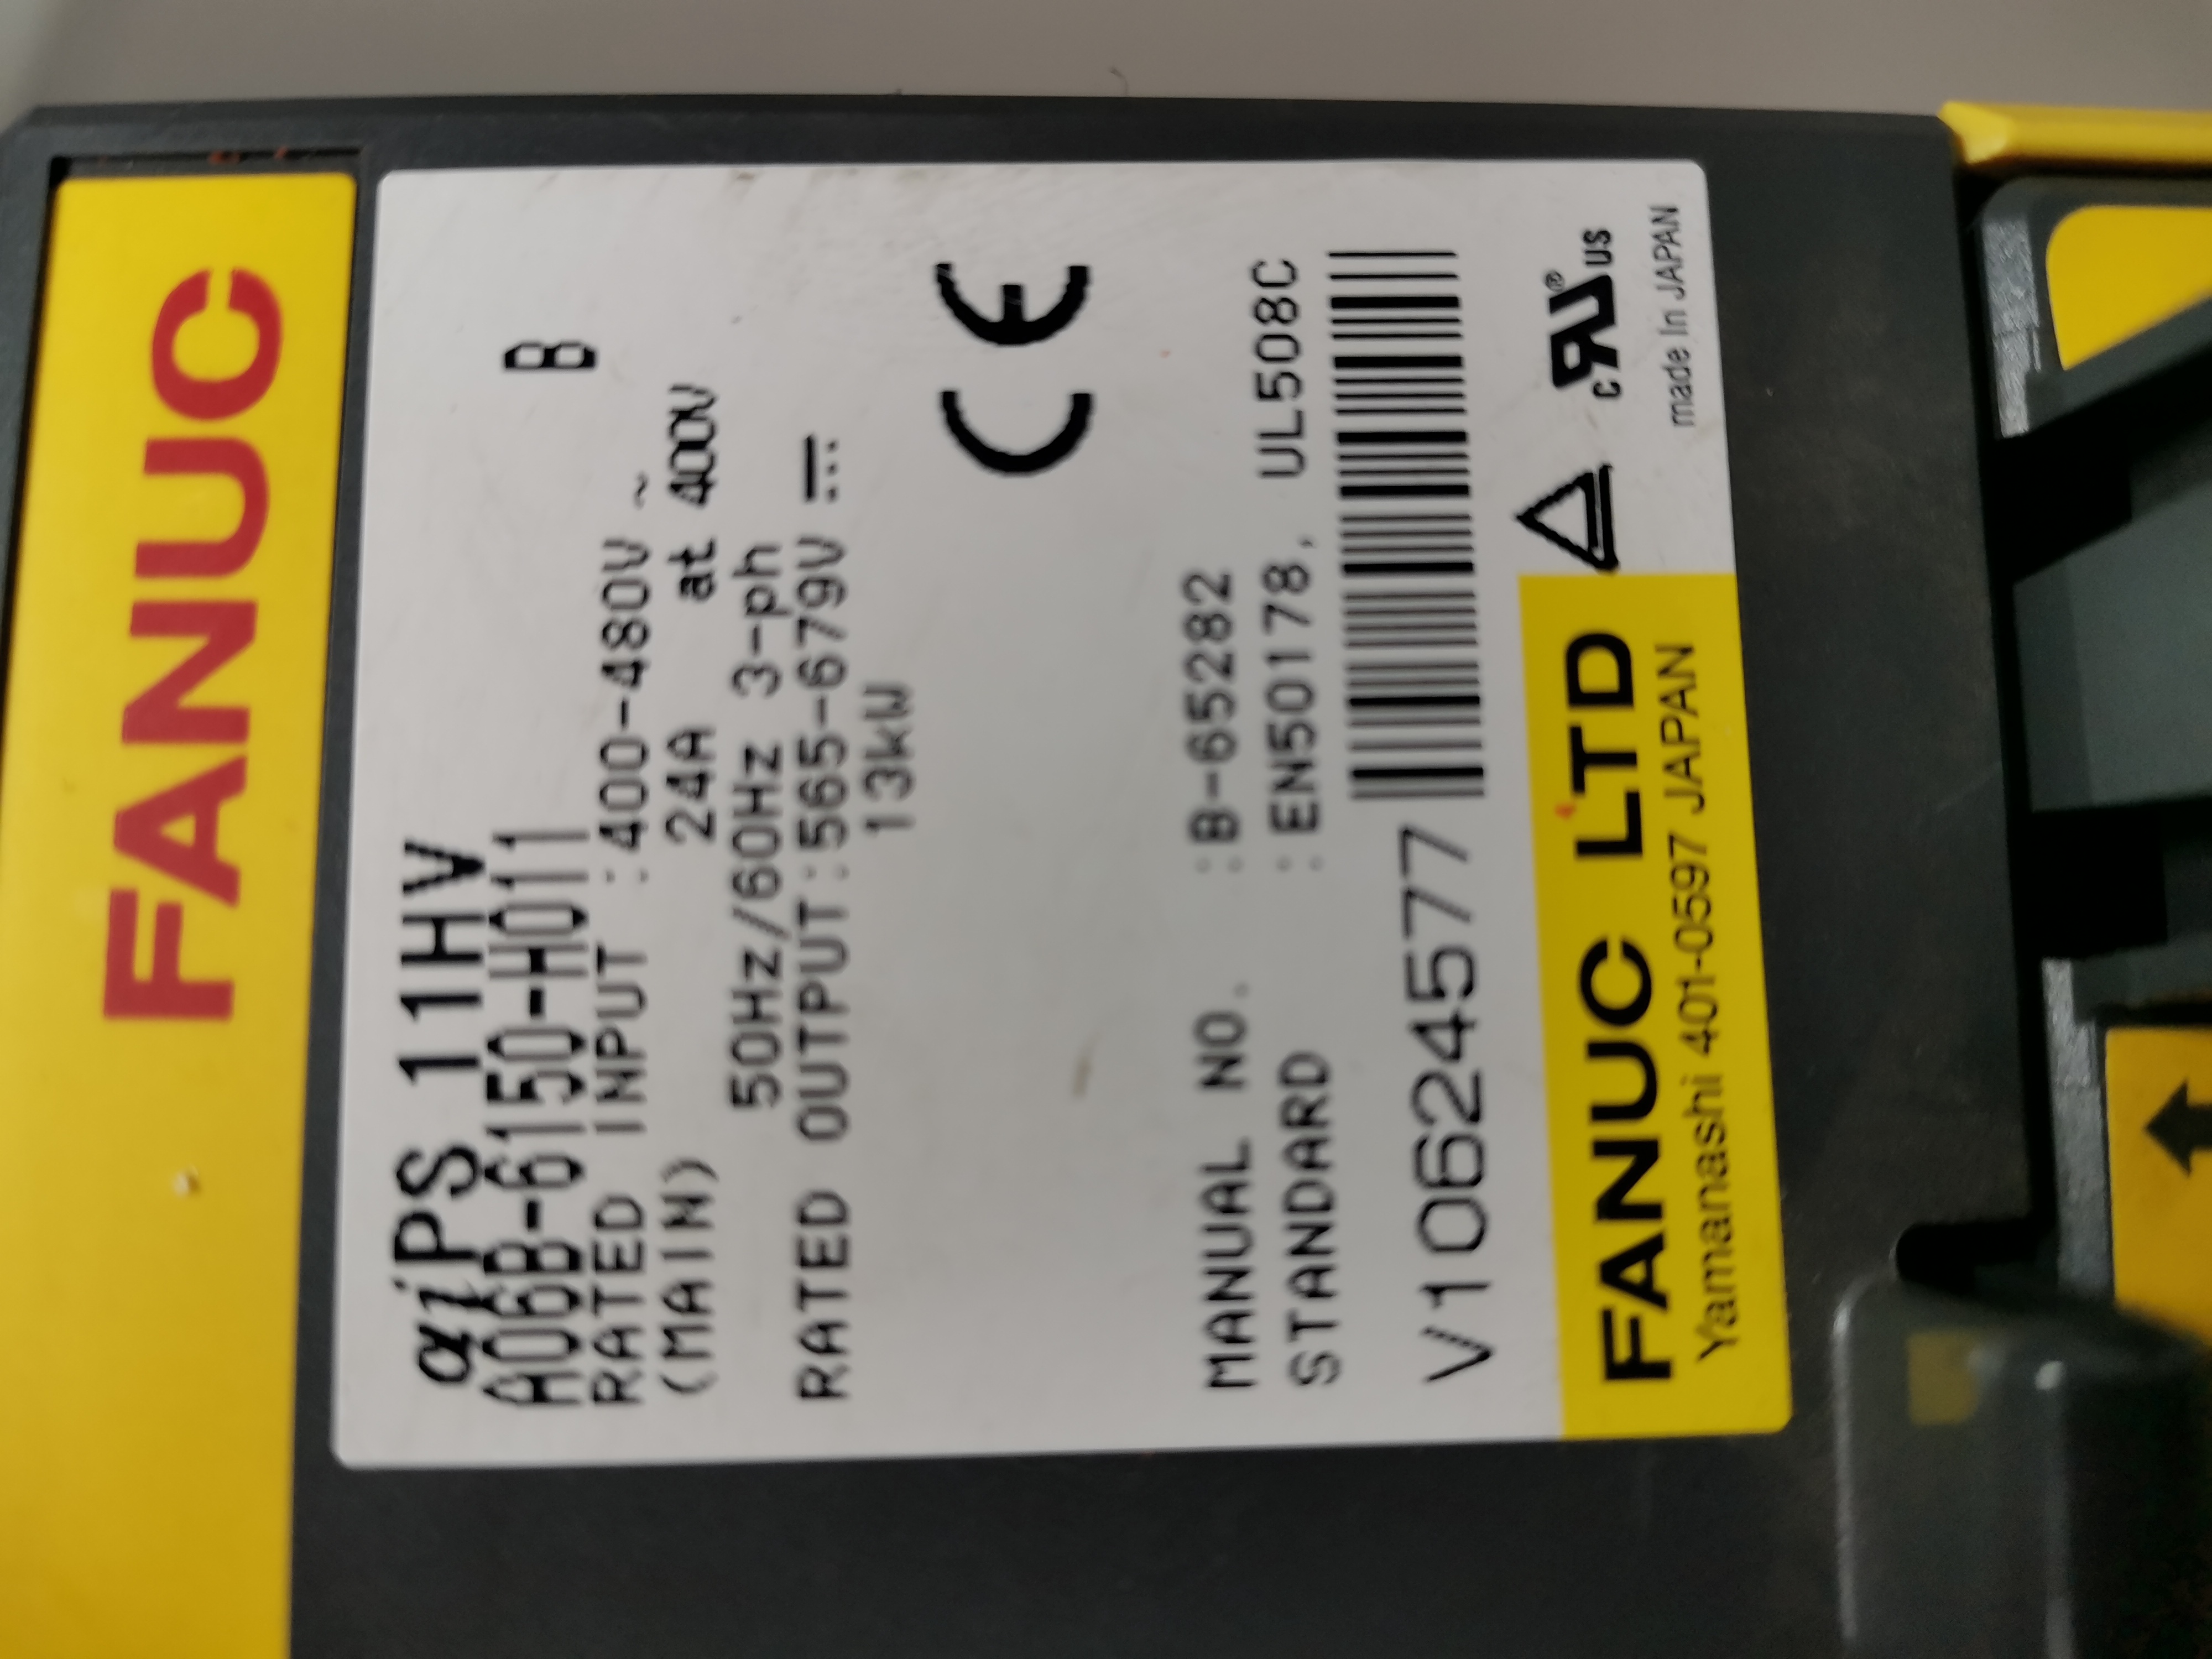 FANUC
αiPS 11HV
A06B-6150-H011 B
RATED INPUT : 400-480V ~
(MAIN) 24A at 400V
50Hz/60Hz 3-ph
RATED OUTPUT : 565-679V ⎓
13kW
CE
MANUAL NO. : B-65282
STANDARD : EN50178, UL508C
V10624577
FANUC LTD
Yamanashi 401-0597 JAPAN
c RU ® US
made In JAPAN